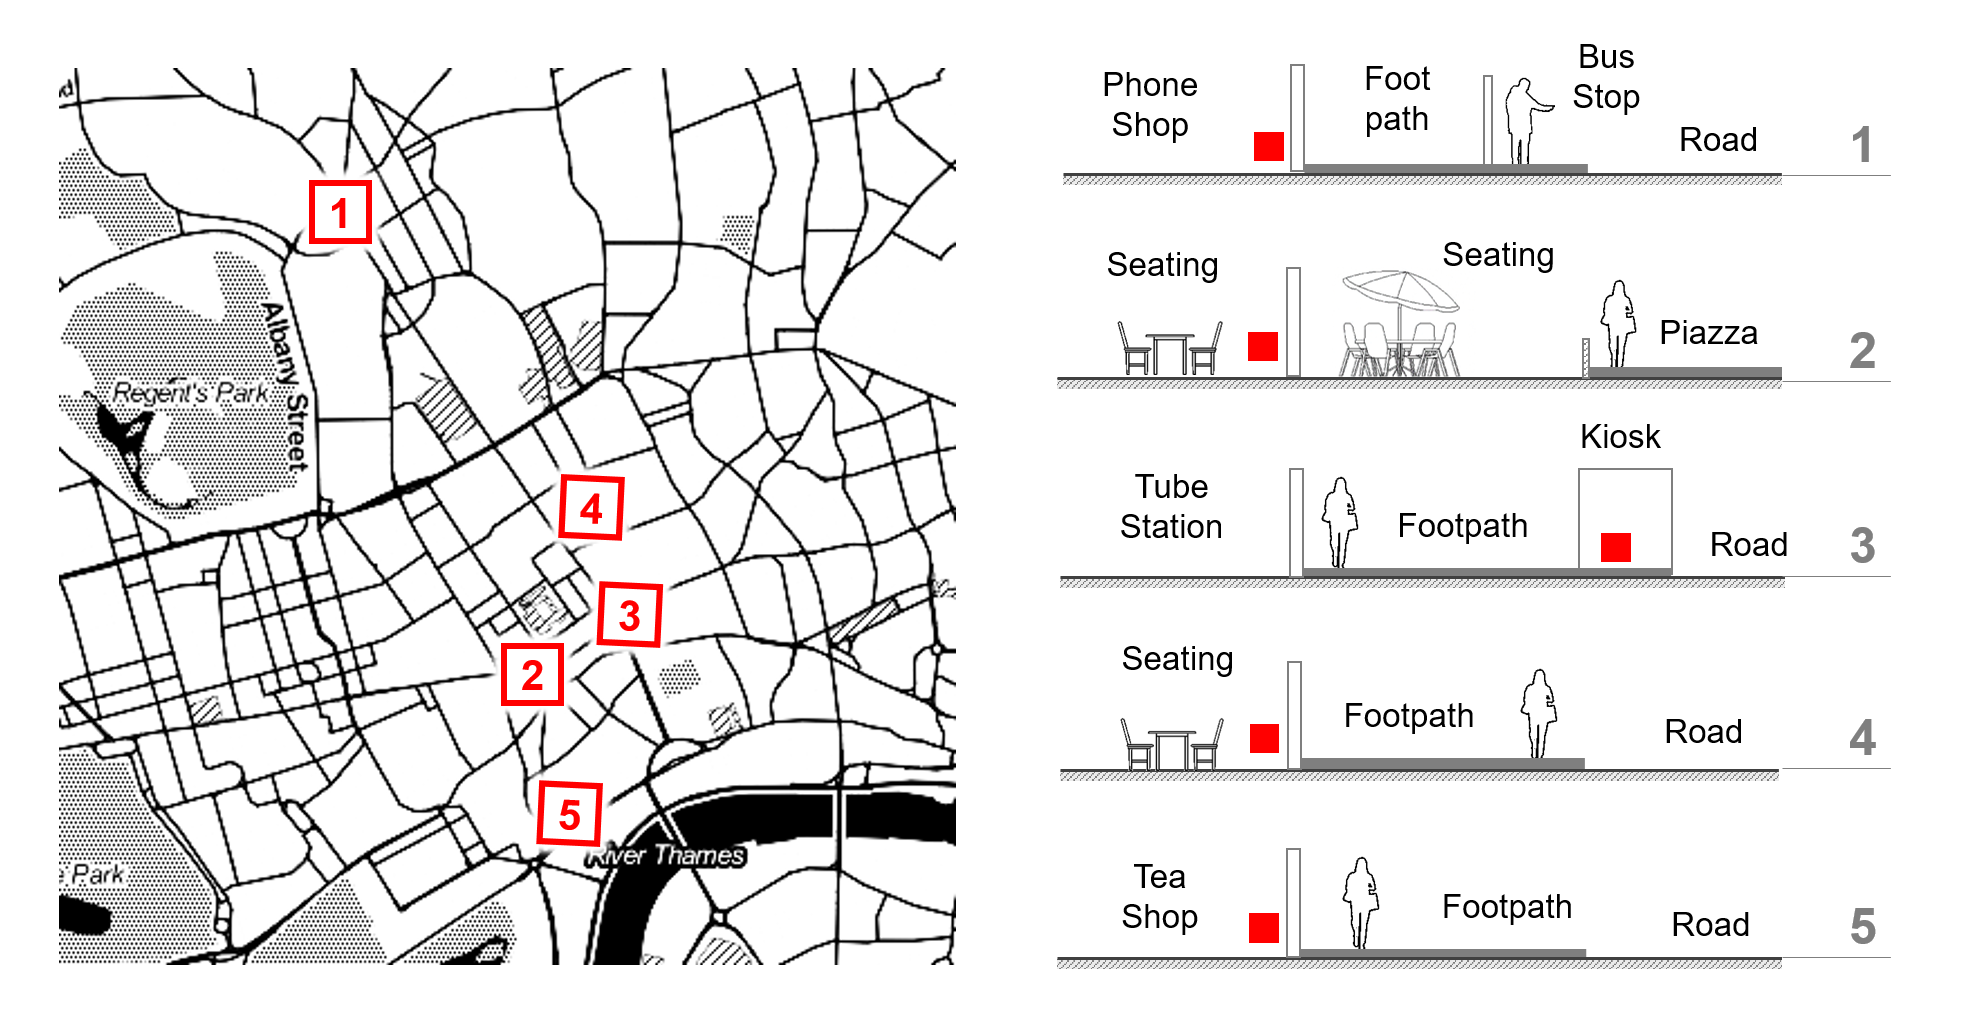 1
Albany Street
Regent's Park
4
3
2
5
River Thames
Park
Phone
Shop
Foot
path
Bus
Stop
Road
1
Seating
Seating
Piazza
2
Tube
Station
Footpath
Kiosk
Road
3
Seating
Footpath
Road
4
Tea
Shop
Footpath
Road
5